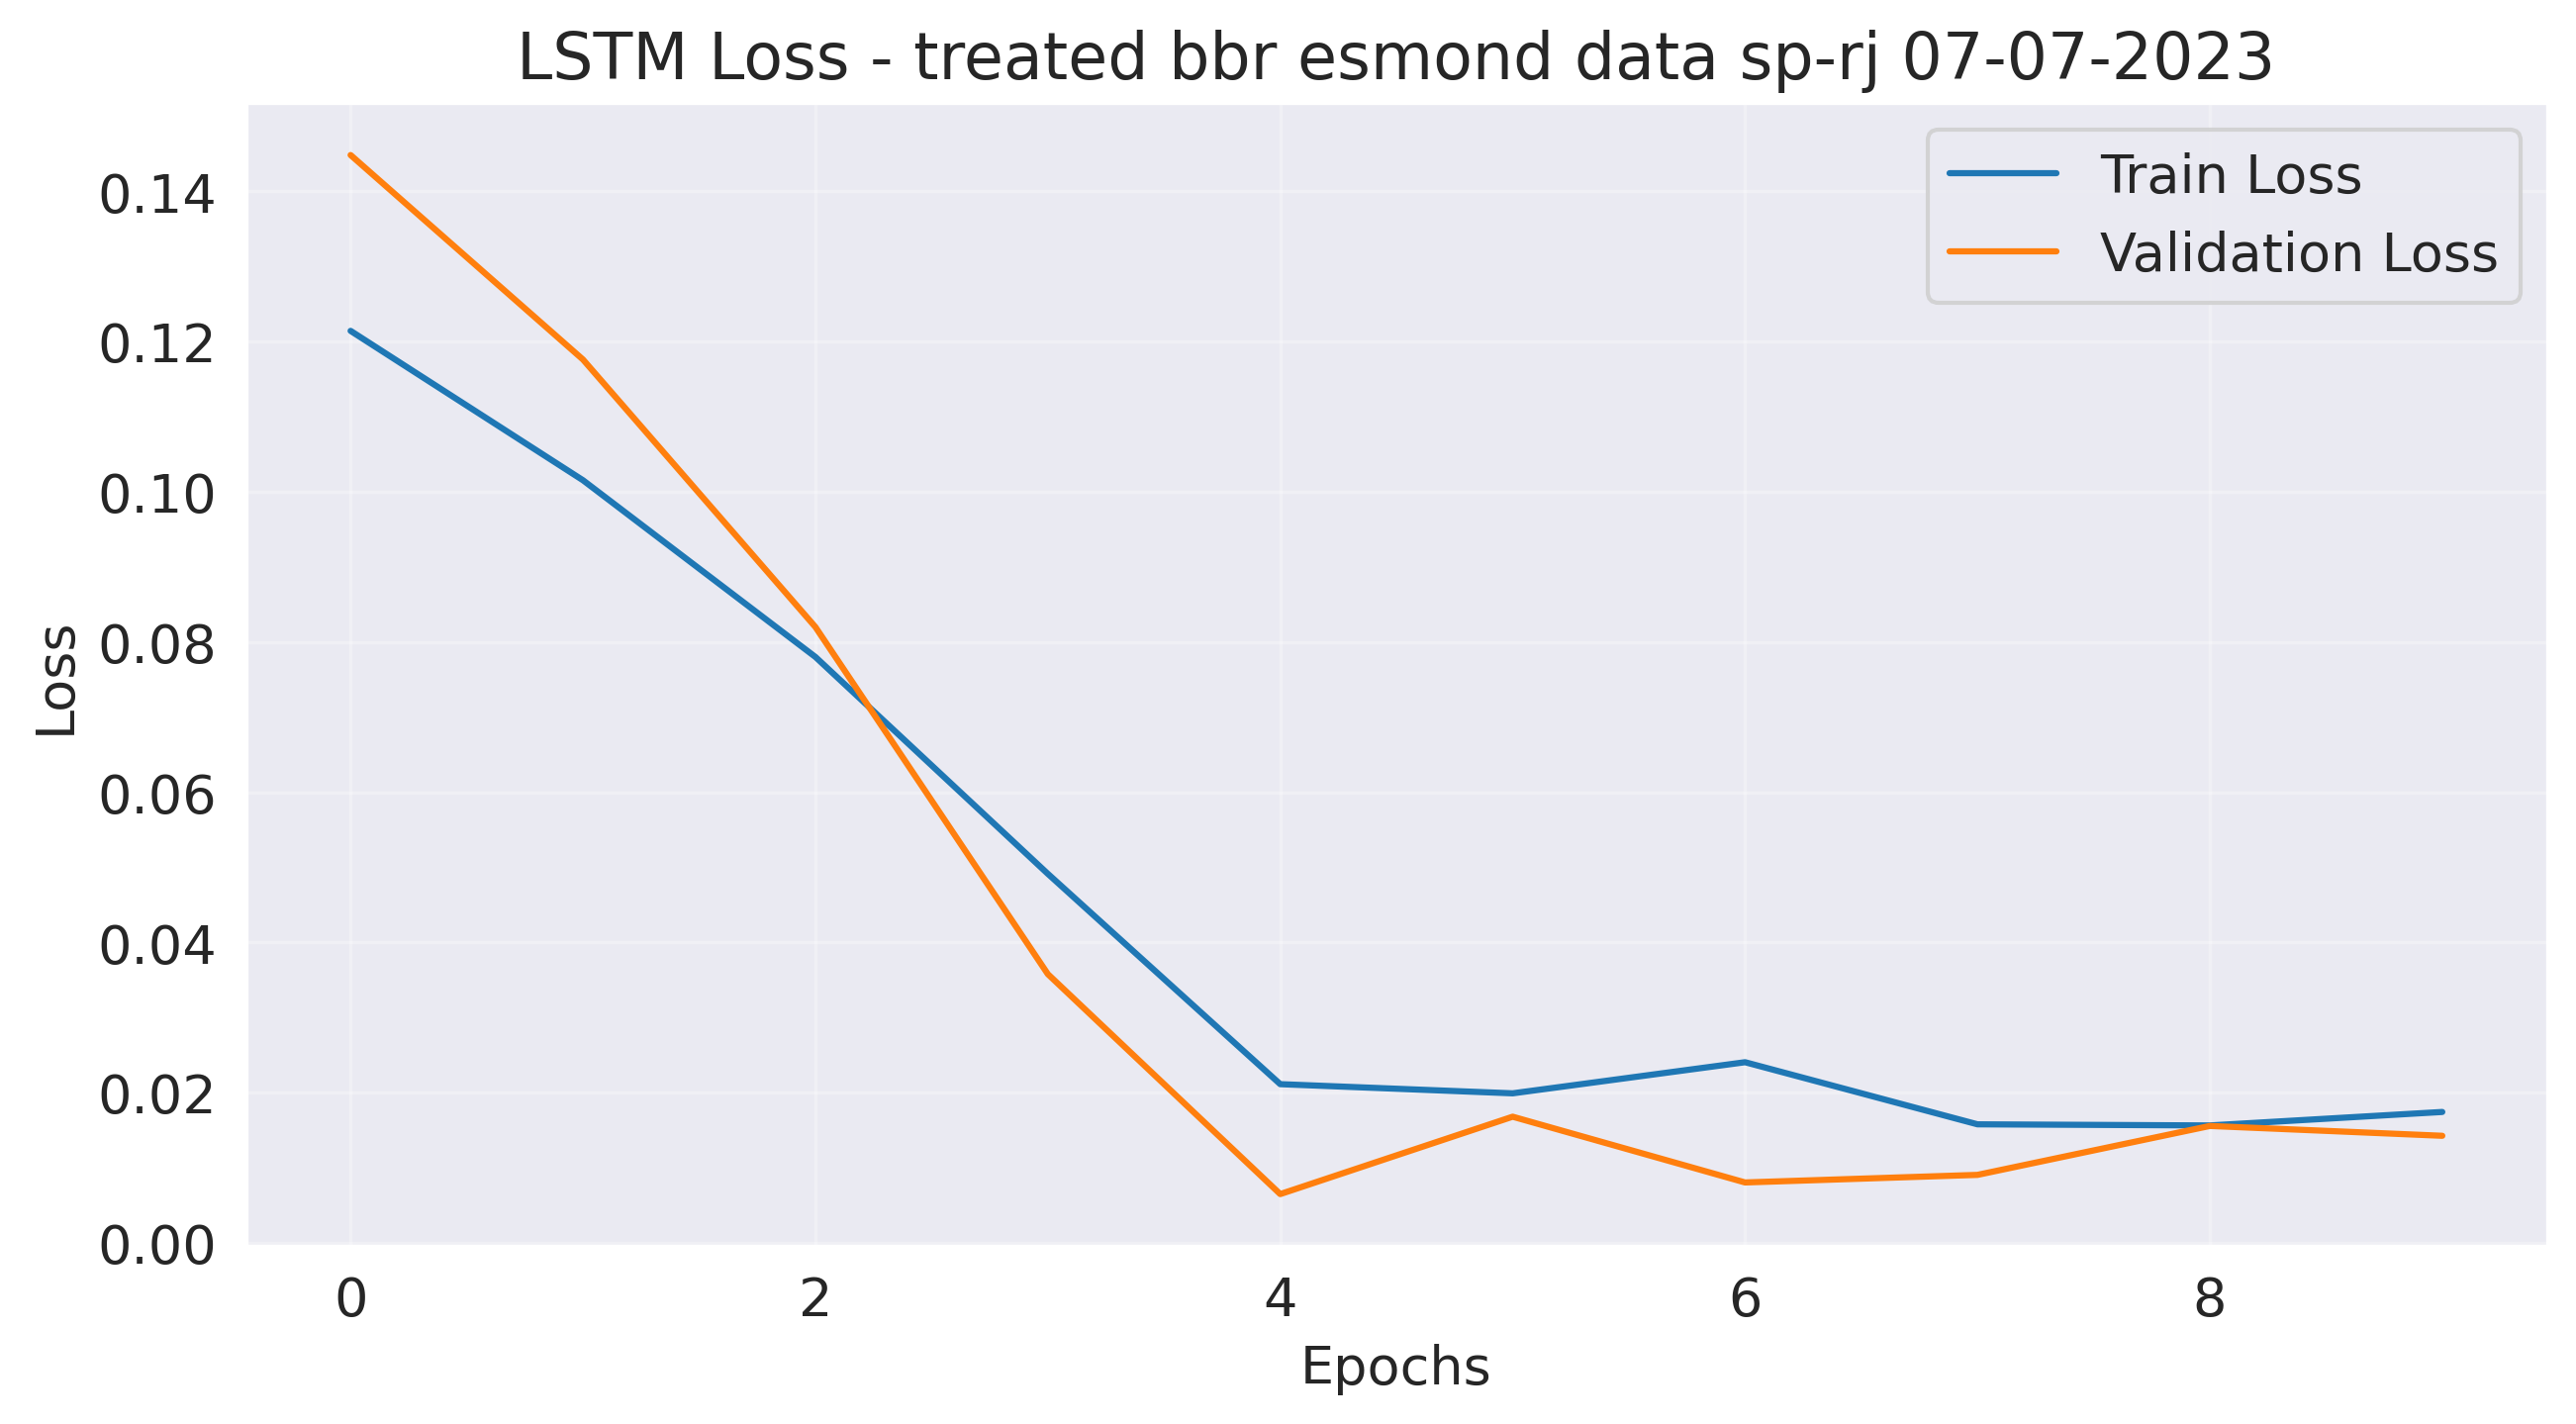 LSTM Loss - treated bbr esmond data sp-rj 07-07-2023
Train Loss
Validation Loss
0.14
0.12
0.10
0.08
0.06
0.04
0.02
0.00
Loss
0 2 4 6 8
Epochs